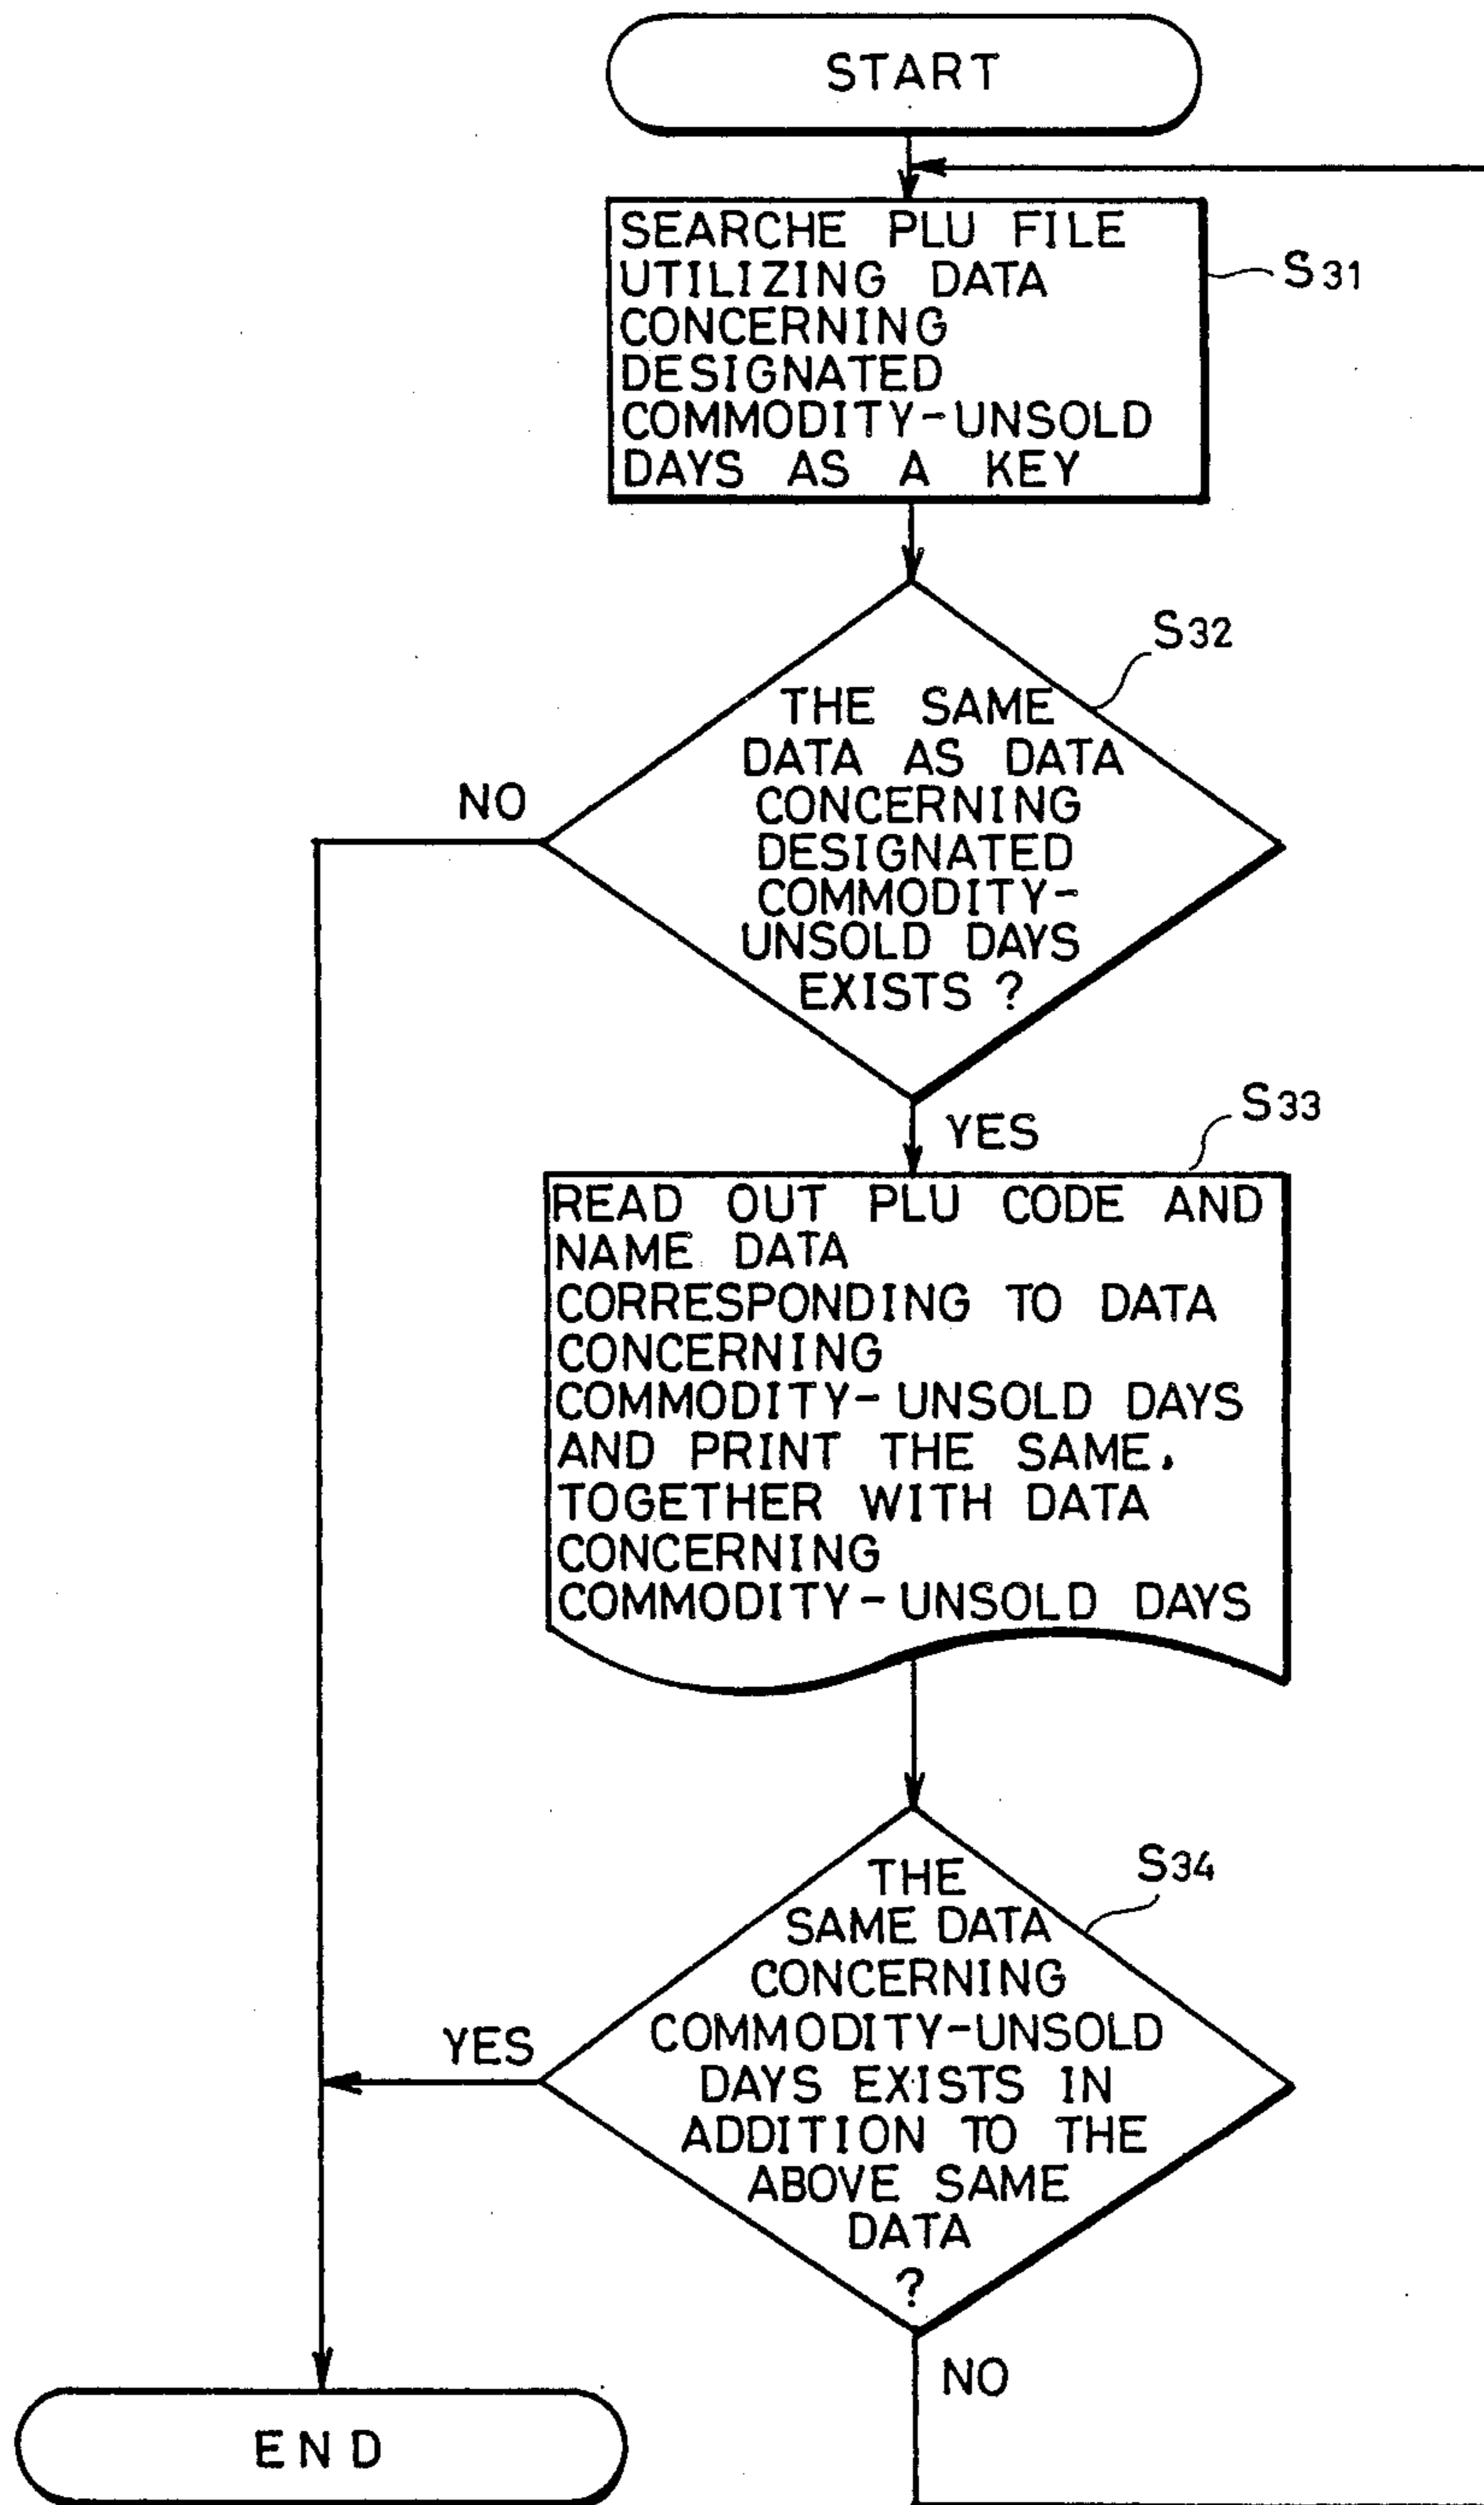 START
SEARCHE PLU FILE
UTILIZING DATA
CONCERNING
DESIGNATED
COMMODITY-UNSOLD
DAYS AS A KEY
S31
S32
THE SAME
DATA AS DATA
CONCERNING
DESIGNATED
COMMODITY-
UNSOLD DAYS
EXISTS ?
NO
YES
S33
READ OUT PLU CODE AND
NAME DATA
CORRESPONDING TO DATA
CONCERNING
COMMODITY-UNSOLD DAYS
AND PRINT THE SAME,
TOGETHER WITH DATA
CONCERNING
COMMODITY-UNSOLD DAYS
S34
THE
SAME DATA
CONCERNING
COMMODITY-UNSOLD
DAYS EXISTS IN
ADDITION TO THE
ABOVE SAME
DATA
?
YES
NO
END